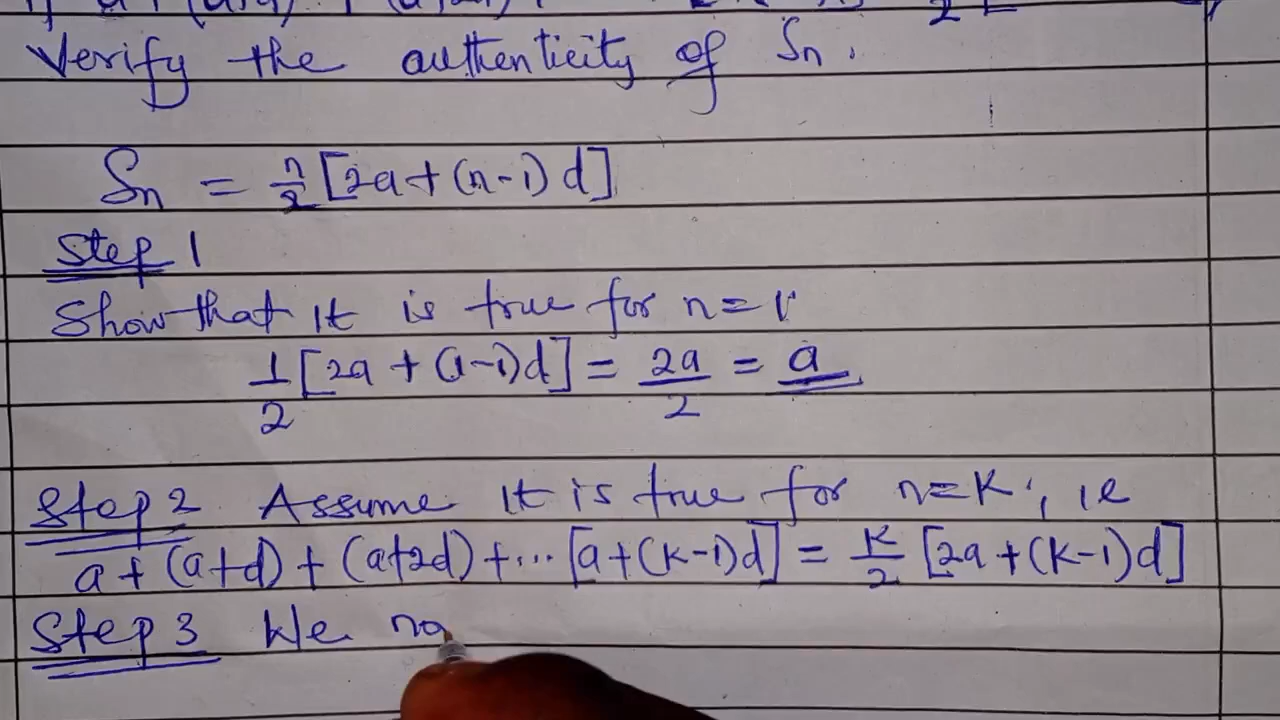 Verify the authenticity of Sn.
Sn = n/2 [2a + (n-1) d]
Step 1
Show that it is true for n = 1
1/2 [2a + (1-1)d] = 2a/2 = a
Step 2 Assume it is true for n=k; ie
a + (a+d) + (a+2d) +... [a+(k-1)d] = k/2 [2a+(k-1)d]
Step 3 We no